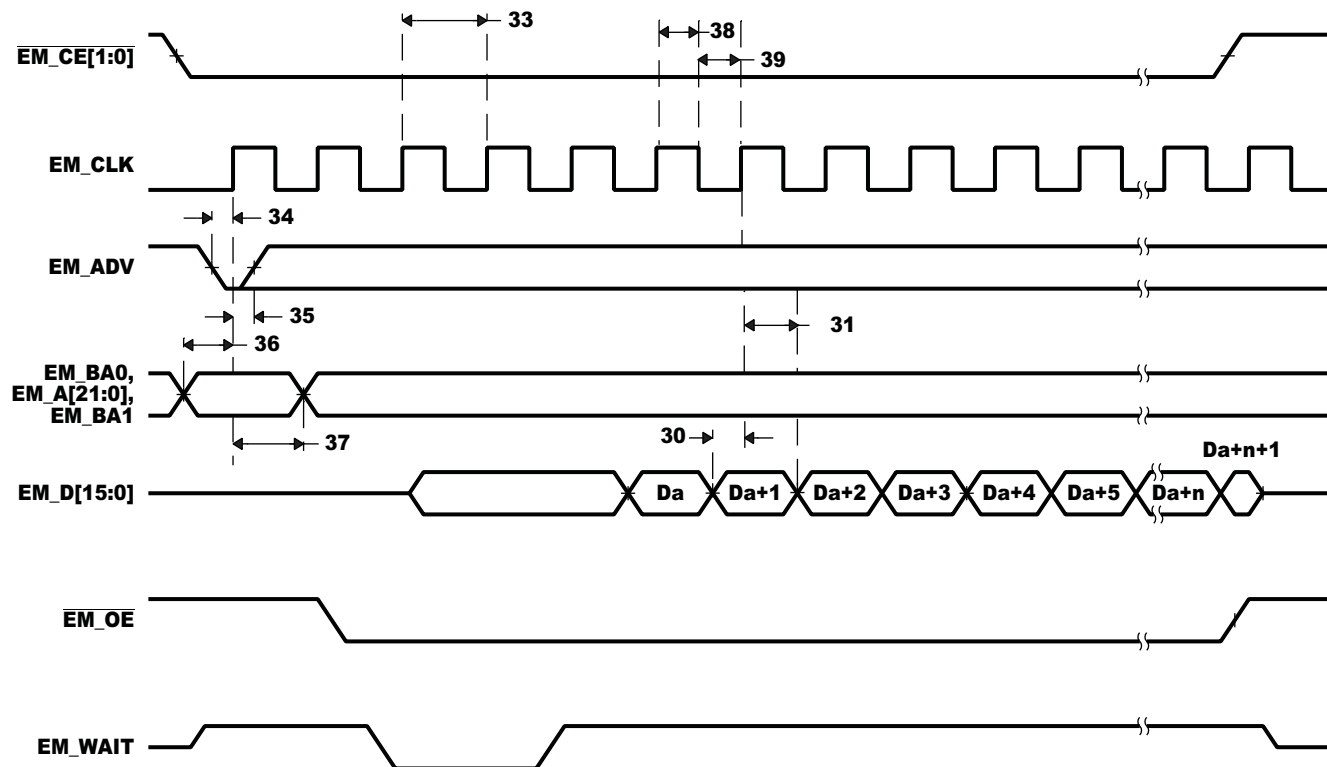 33
38
EM_CE[1:0]
39
EM_CLK
34
EM_ADV
35
31
36
EM_BA0,
EM_A[21:0],
EM_BA1
37
30
Da+n+1
EM_D[15:0]
Da Da+1 Da+2 Da+3 Da+4 Da+5 Da+n
EM_OE
EM_WAIT